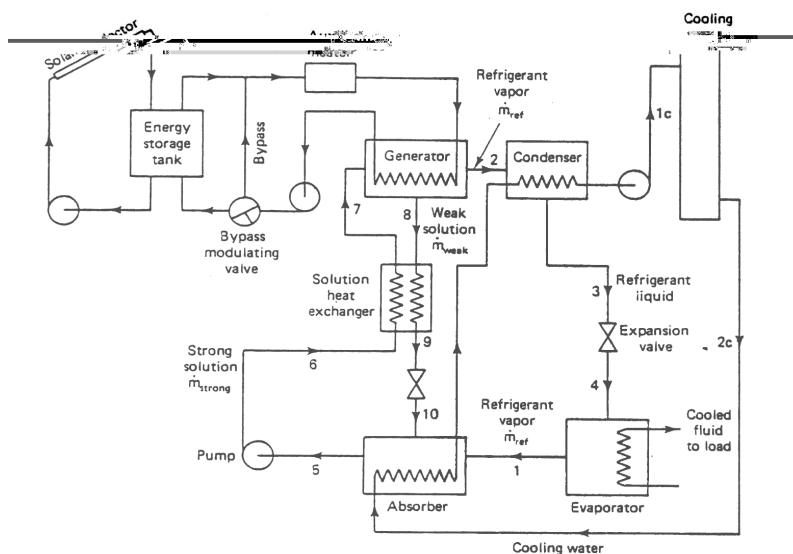 Cooling
Refrigerant
vapor
ṁref
1c
Energy
storage
tank
Bypass
Generator
2
Condenser
7
8
Weak
solution
ṁweak
Bypass
modulating
valve
Solution
heat
exchanger
3
Refrigerant
liquid
9
Expansion
valve
2c
Strong
solution
ṁstrong
6
4
10
Refrigerant
vapor
ṁref
Cooled
fluid
to load
Pump
5
1
Absorber
Evaporator
Cooling water